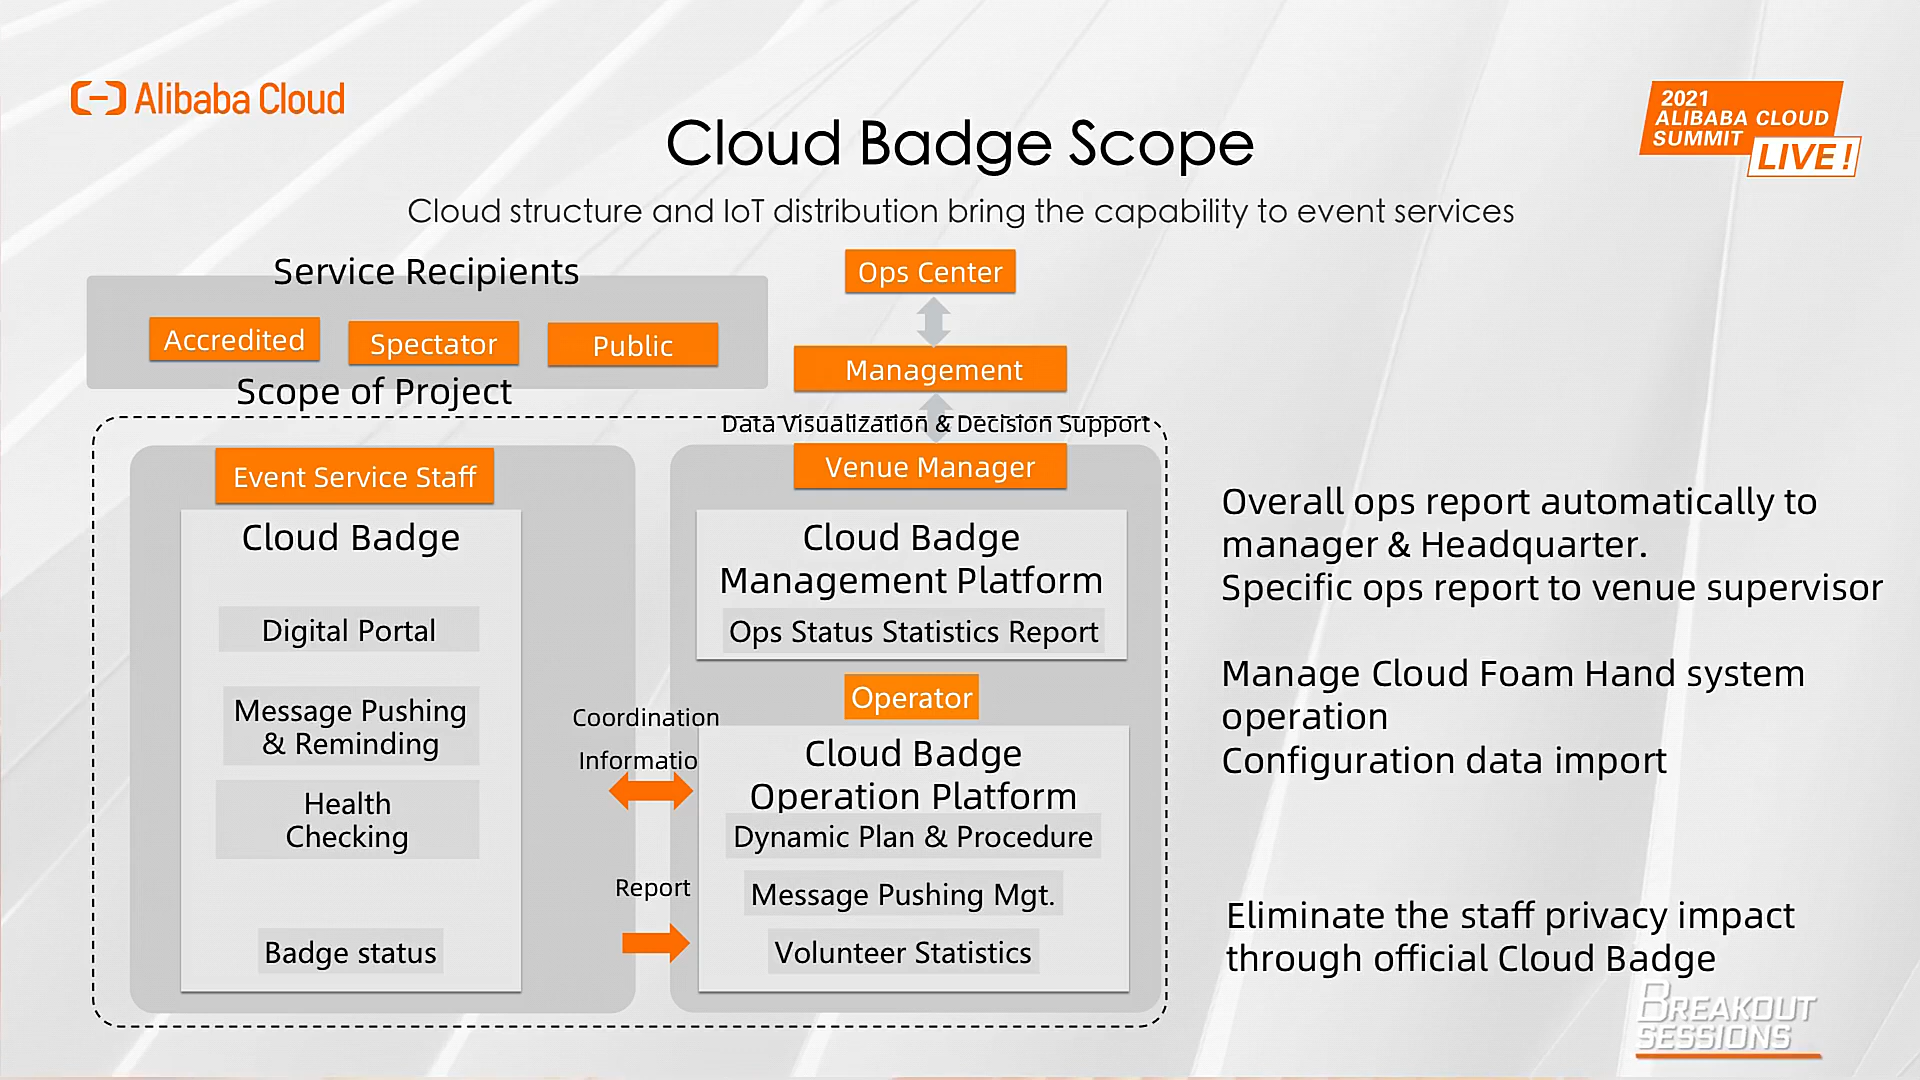 Alibaba Cloud
2021
ALIBABA CLOUD
SUMMIT
LIVE!
Cloud Badge Scope
Cloud structure and IoT distribution bring the capability to event services
Service Recipients
Accredited
Spectator
Public
Ops Center
Management
Scope of Project
Data Visualization & Decision Support
Event Service Staff
Cloud Badge
Digital Portal
Message Pushing
& Reminding
Health
Checking
Badge status
Coordination
Informatio
Report
Venue Manager
Cloud Badge
Management Platform
Ops Status Statistics Report
Operator
Cloud Badge
Operation Platform
Dynamic Plan & Procedure
Message Pushing Mgt.
Volunteer Statistics
Overall ops report automatically to
manager & Headquarter.
Specific ops report to venue supervisor
Manage Cloud Foam Hand system
operation
Configuration data import
Eliminate the staff privacy impact
through official Cloud Badge
BREAKOUT
SESSIONS